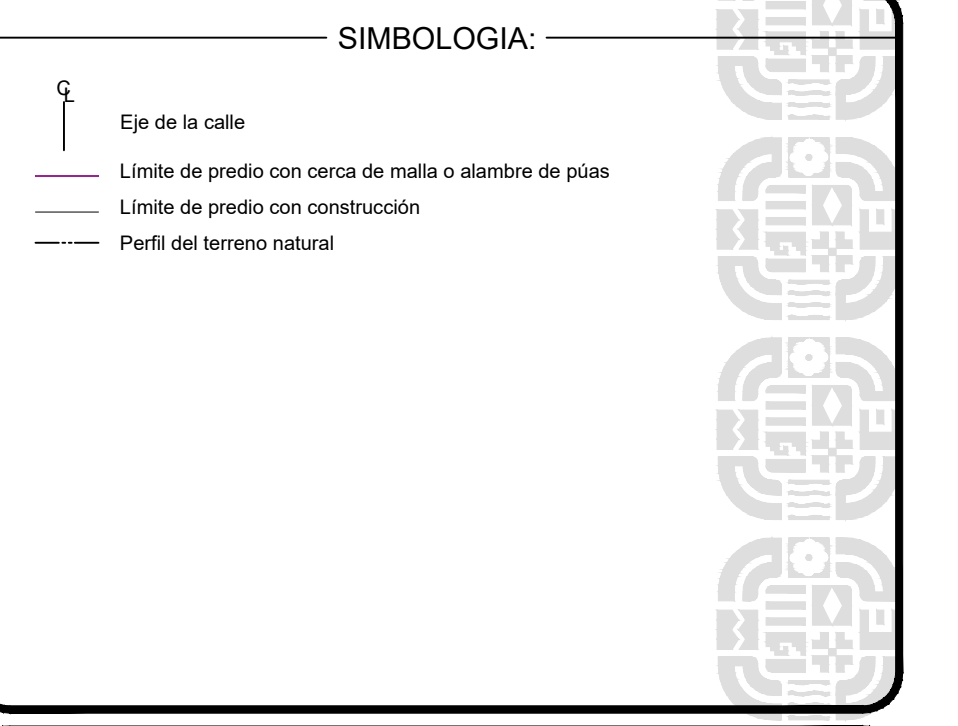 SIMBOLOGIA:
℄
Eje de la calle
Límite de predio con cerca de malla o alambre de púas
Límite de predio con construcción
Perfil del terreno natural